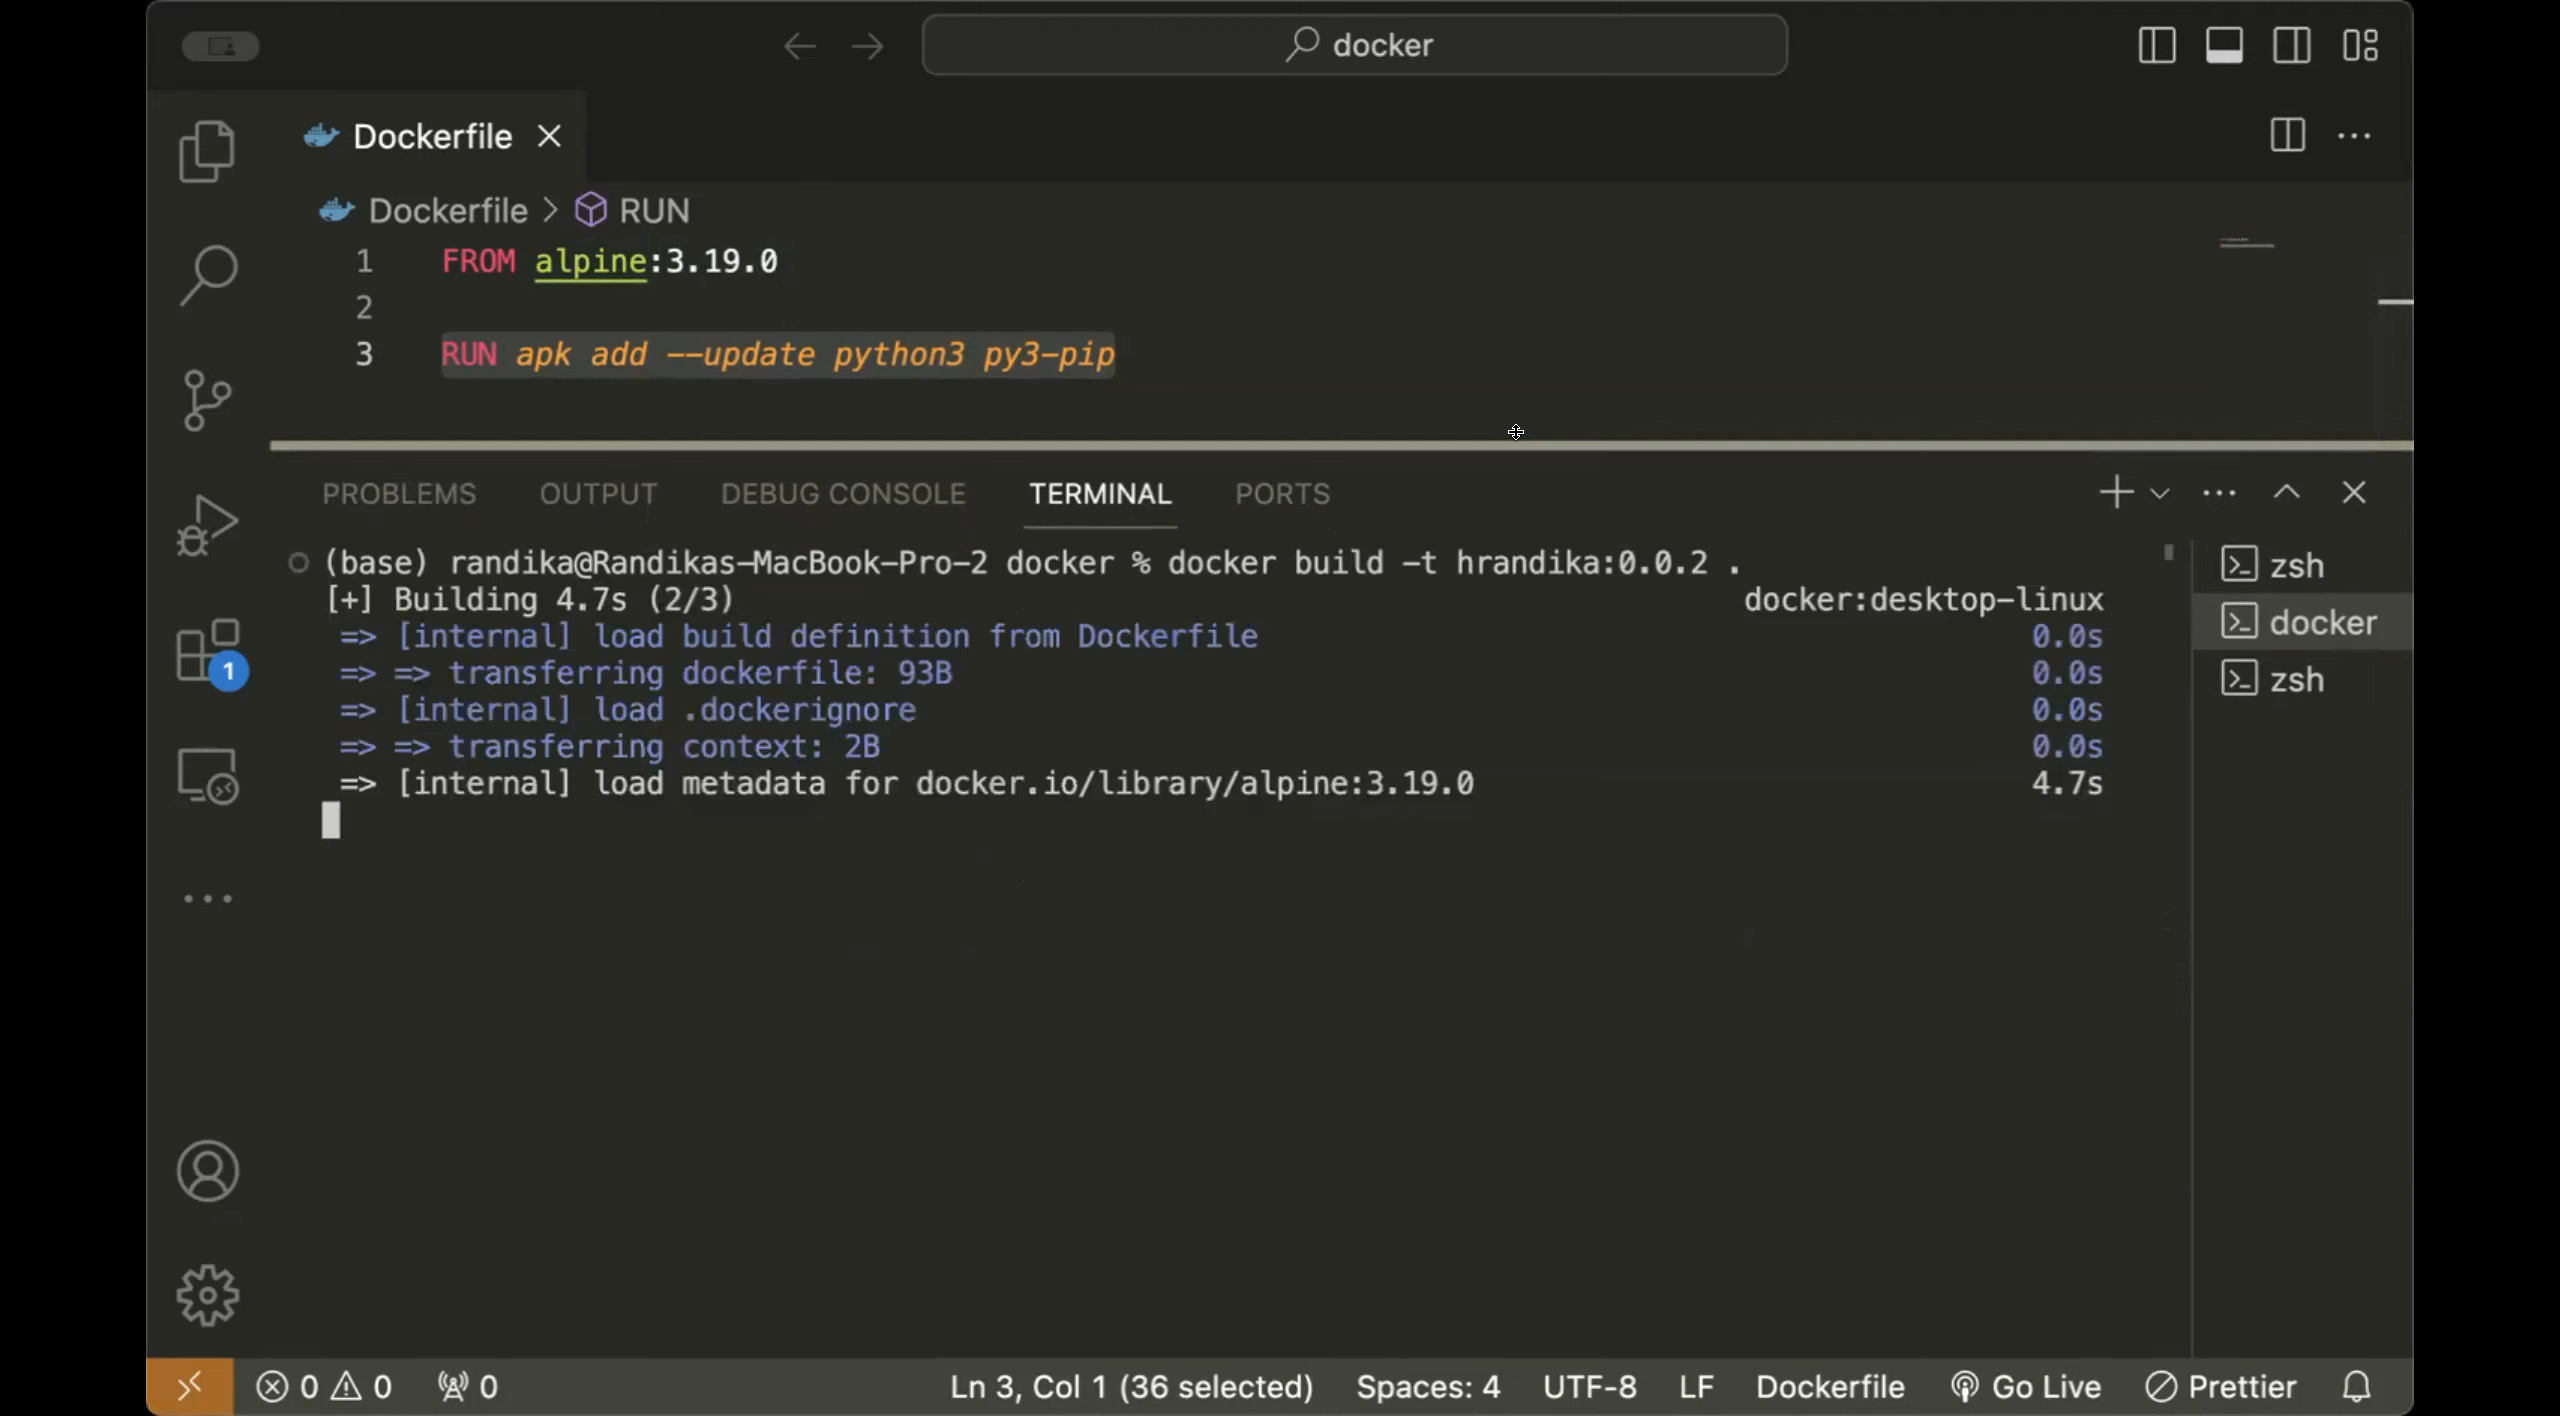 docker
Dockerfile
Dockerfile > RUN
1 FROM alpine:3.19.0
2
3 RUN apk add --update python3 py3-pip
PROBLEMS OUTPUT DEBUG CONSOLE TERMINAL PORTS
(base) randika@Randikas-MacBook-Pro-2 docker % docker build -t hrandika:0.0.2 .
[+] Building 4.7s (2/3) docker:desktop-linux
=> [internal] load build definition from Dockerfile 0.0s
=> => transferring dockerfile: 93B 0.0s
=> [internal] load .dockerignore 0.0s
=> => transferring context: 2B 0.0s
=> [internal] load metadata for docker.io/library/alpine:3.19.0 4.7s
zsh
docker
zsh
1
0 0 0 Ln 3, Col 1 (36 selected) Spaces: 4 UTF-8 LF Dockerfile Go Live Prettier